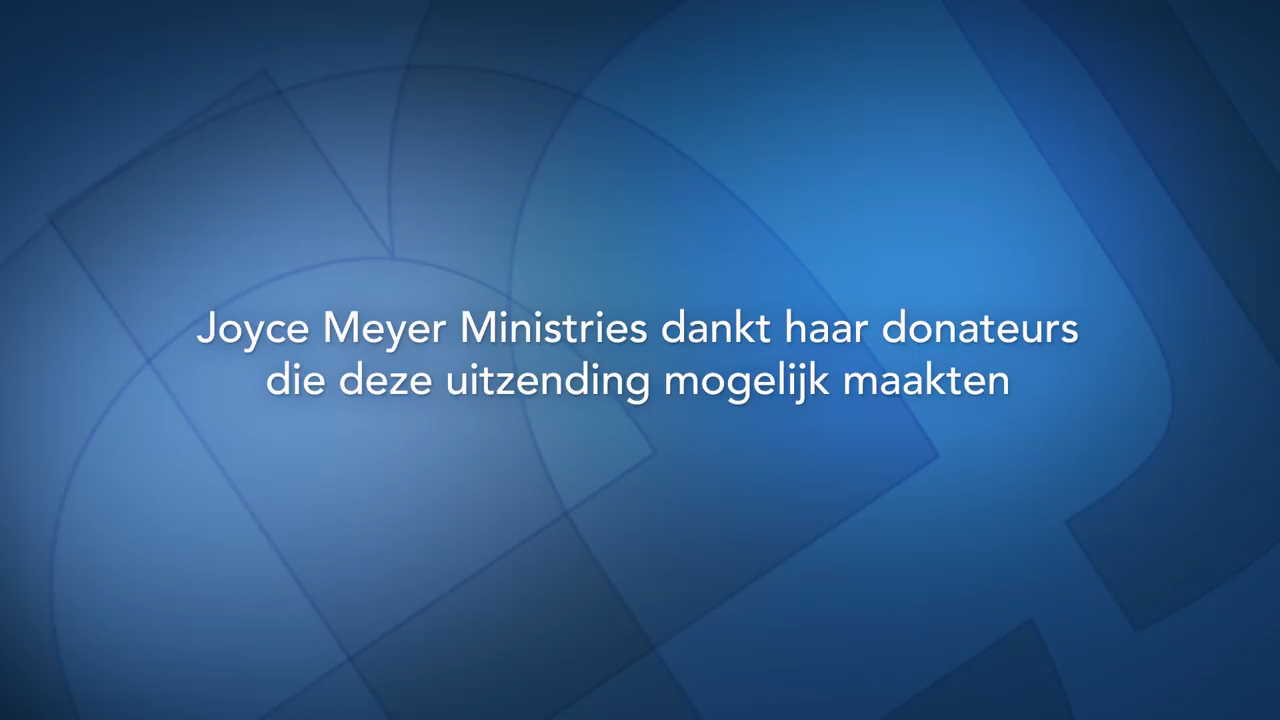 Joyce Meyer Ministries dankt haar donateurs
die deze uitzending mogelijk maakten